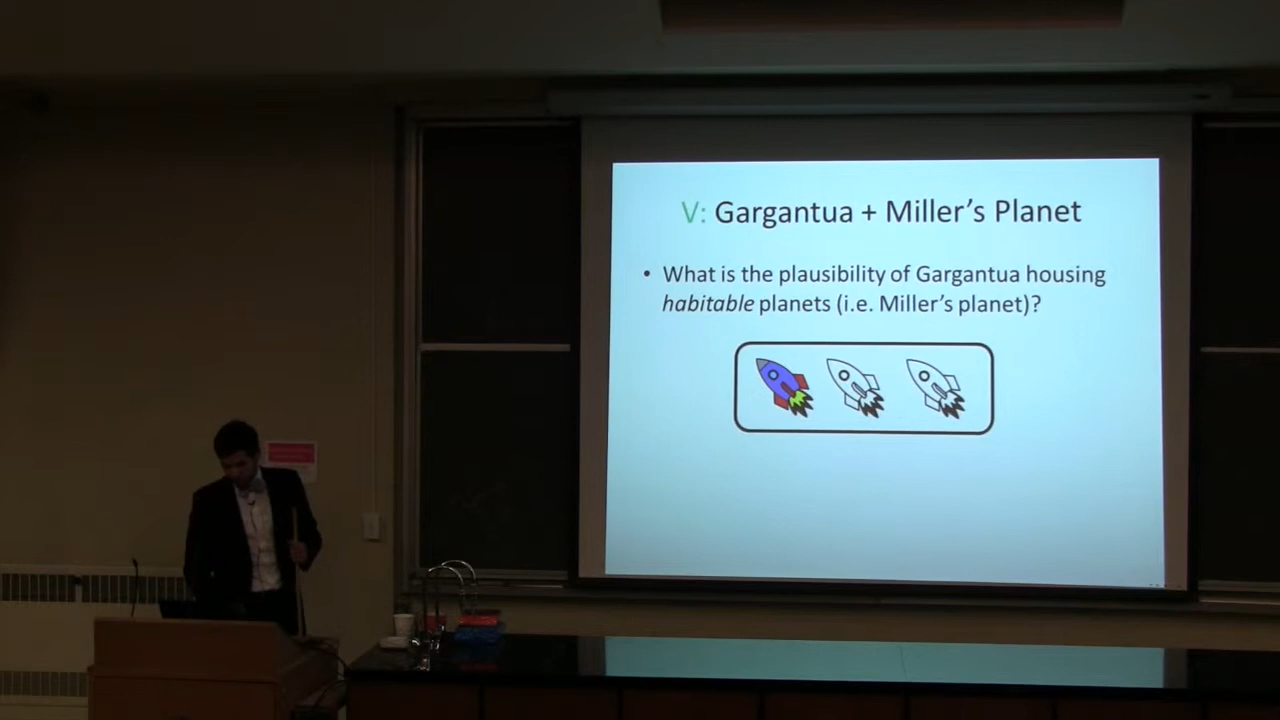 V: Gargantua + Miller's Planet
• What is the plausibility of Gargantua housing
habitable planets (i.e. Miller's planet)?